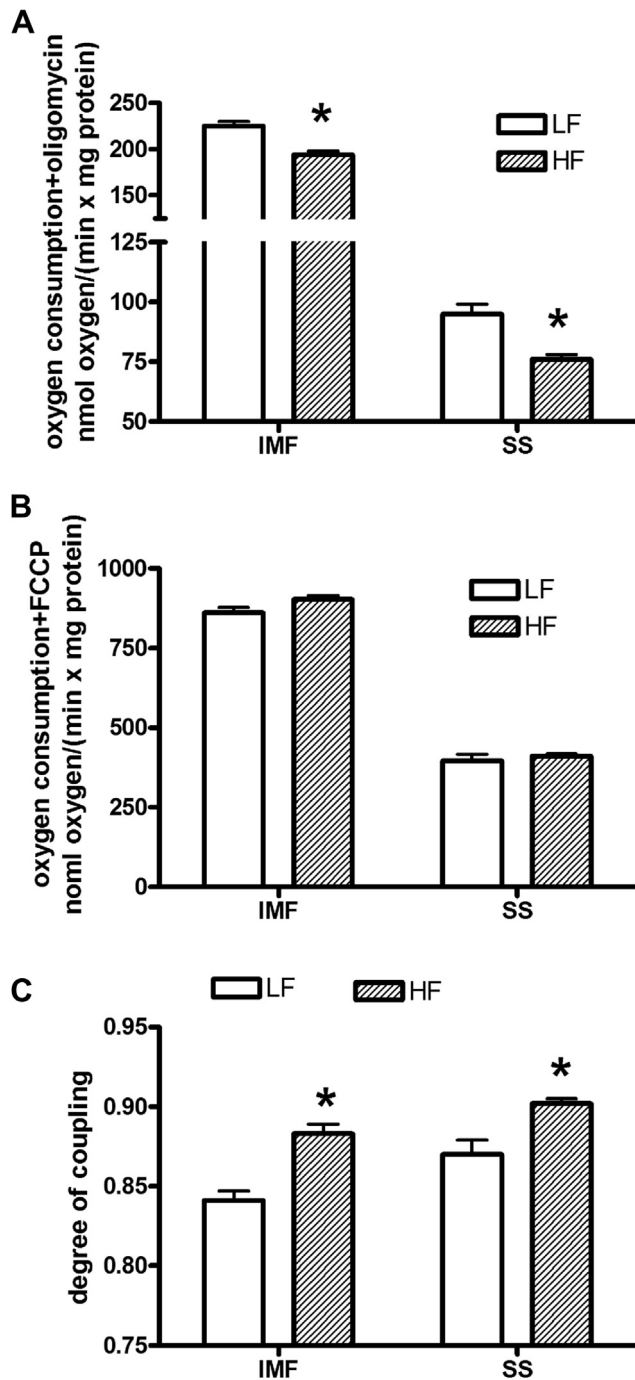 A
oxygen consumption+oligomycin
nmol oxygen/(min x mg protein)
250
200
150
125
100
75
50
*
*
LF
HF
IMF
SS
B
oxygen consumption+FCCP
noml oxygen/(min x mg protein)
1000
750
500
250
0
LF
HF
IMF
SS
C
LF
HF
degree of coupling
0.95
0.90
0.85
0.80
0.75
*
*
IMF
SS